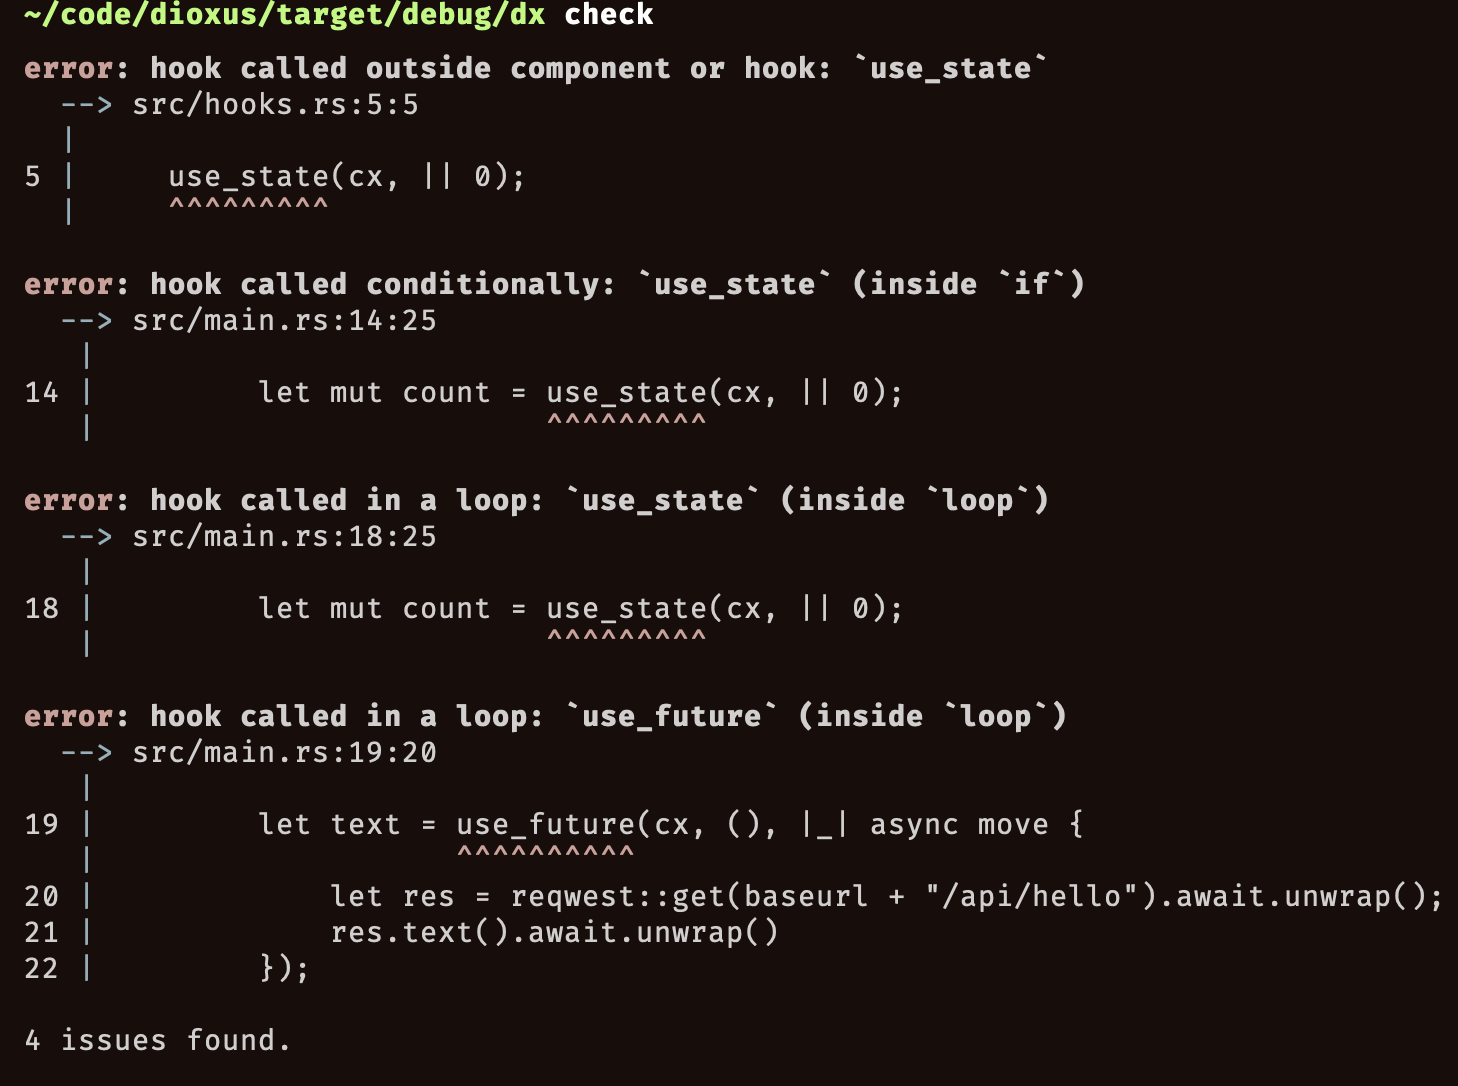 ~/code/dioxus/target/debug/dx check
error: hook called outside component or hook: `use_state`
  --> src/hooks.rs:5:5
  |
5 |     use_state(cx, || 0);
  |     ^^^^^^^^^
error: hook called conditionally: `use_state` (inside `if`)
  --> src/main.rs:14:25
   |
14 |         let mut count = use_state(cx, || 0);
   |                         ^^^^^^^^^
error: hook called in a loop: `use_state` (inside `loop`)
  --> src/main.rs:18:25
   |
18 |         let mut count = use_state(cx, || 0);
   |                         ^^^^^^^^^
error: hook called in a loop: `use_future` (inside `loop`)
  --> src/main.rs:19:20
   |
19 |         let text = use_future(cx, (), |_| async move {
   |                    ^^^^^^^^^^
20 |             let res = reqwest::get(baseurl + "/api/hello").await.unwrap();
21 |             res.text().await.unwrap()
22 |         });
4 issues found.